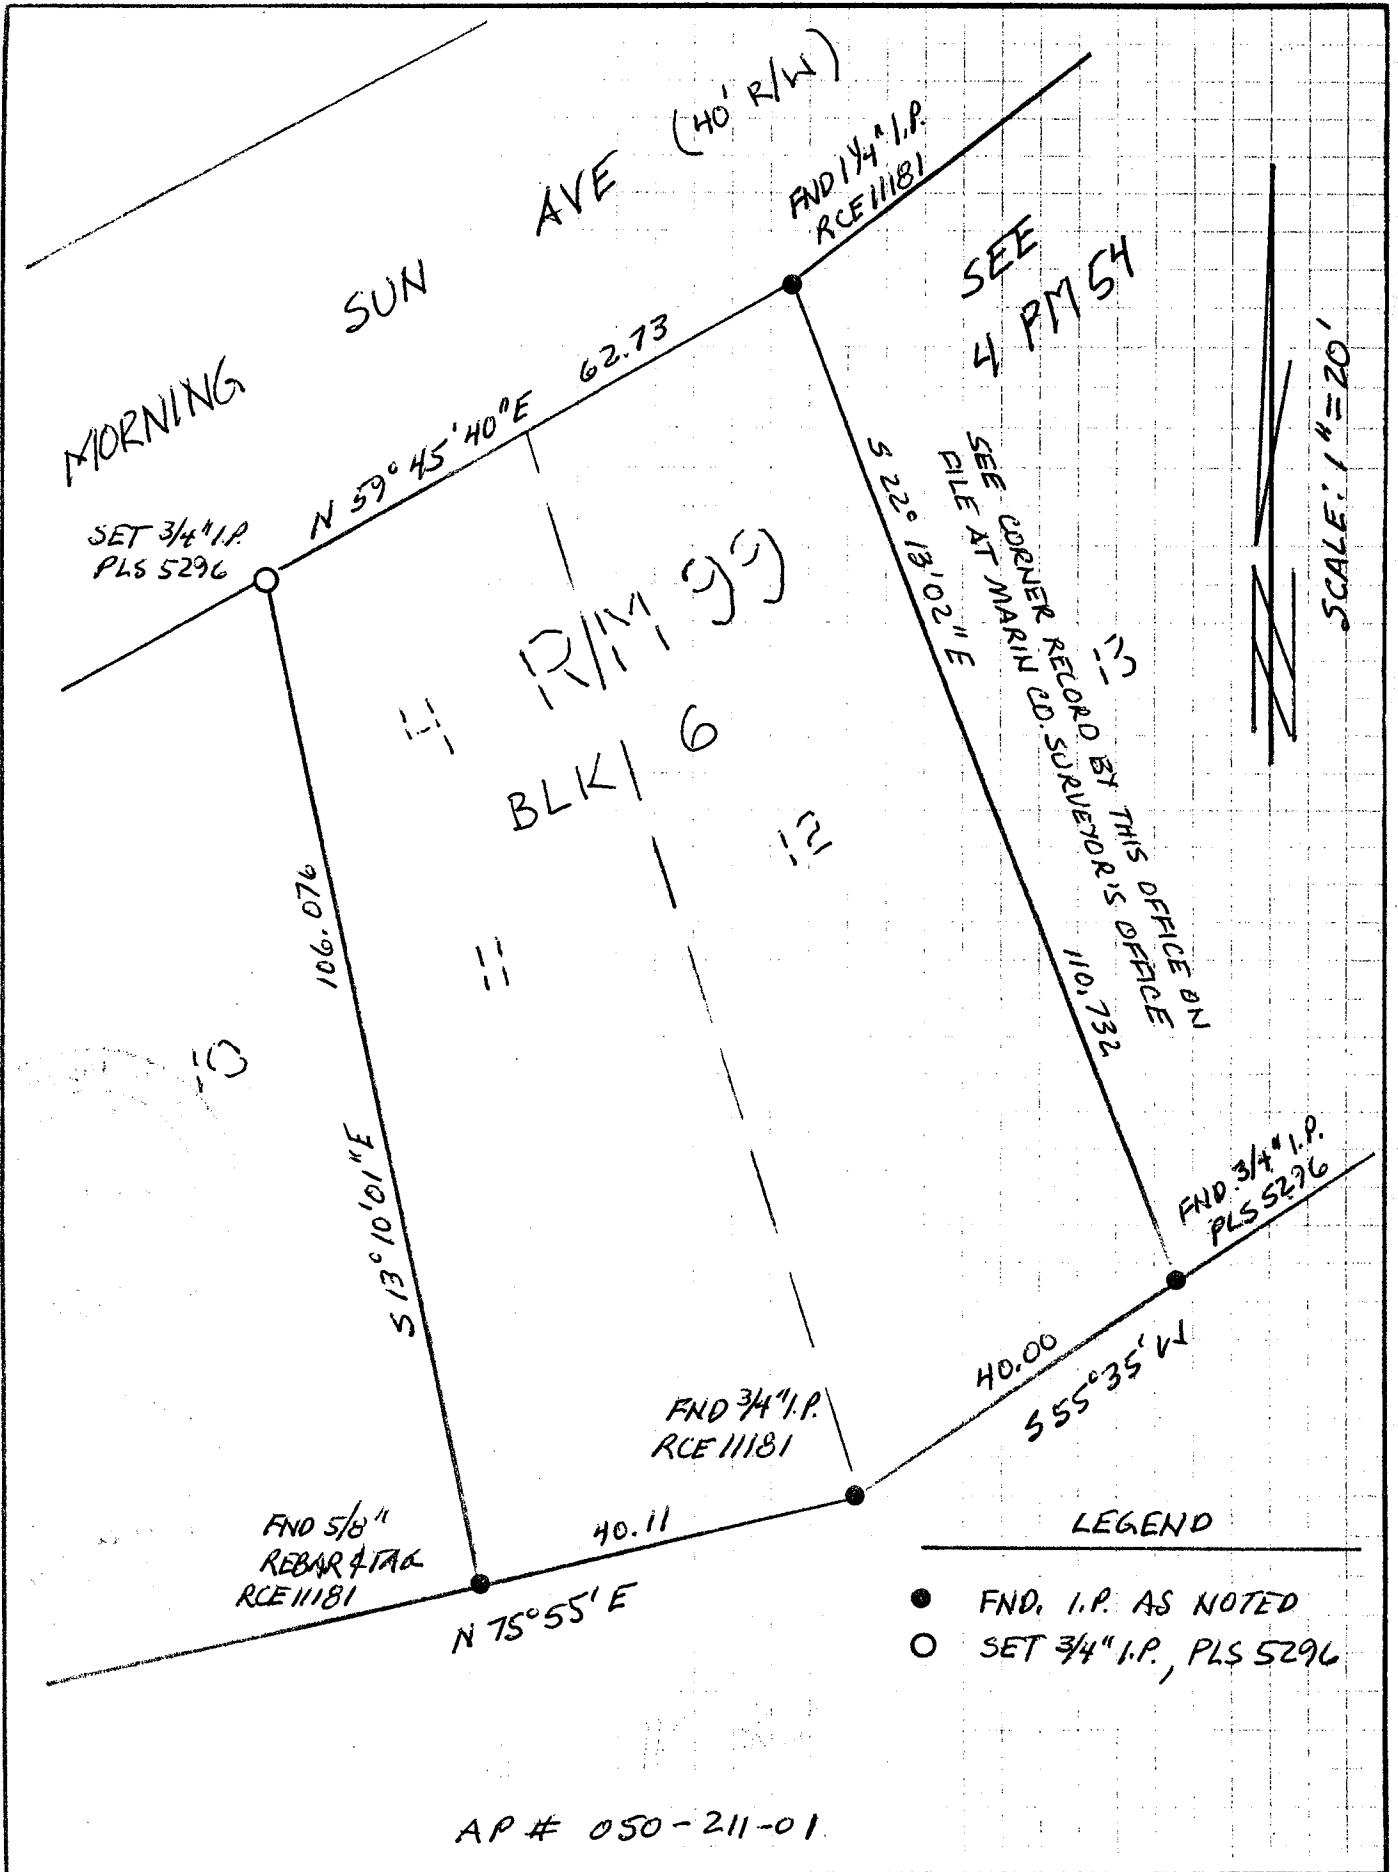 MORNING SUN AVE (40' R/W)
FND 1 1/4" I.P.
RCE 11181
SEE
4 PM 54
62.73
N 59° 45' 40" E
SET 3/4" I.P.
PLS 5296
SCALE: 1" = 20'
N
S 22° 13' 02" E
110.732
SEE CORNER RECORD BY THIS OFFICE ON
FILE AT MARIN CO. SURVEYOR'S OFFICE
13
4 R/M 99
BLK 6
12
11
10
106.076
S 13° 10' 01" E
FND 3/4" I.P.
PLS 5296
40.00
S 55° 35' W
FND 3/4" I.P.
RCE 11181
FND 5/8"
REBAR & TAG
RCE 11181
40.11
N 75° 55' E
LEGEND
FND. I.P. AS NOTED
SET 3/4" I.P., PLS 5296
AP # 050-211-01